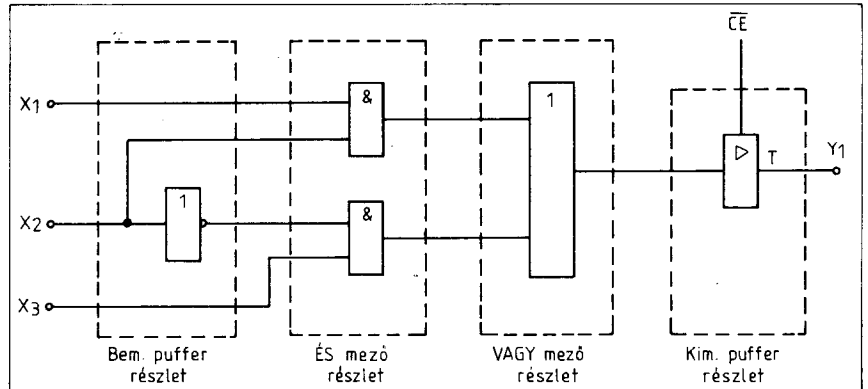 CE
X1
&
1
Y1
T
X2
1
&
X3
Bem. puffer
részlet
ÉS mező
részlet
VAGY mező
részlet
Kim. puffer
részlet